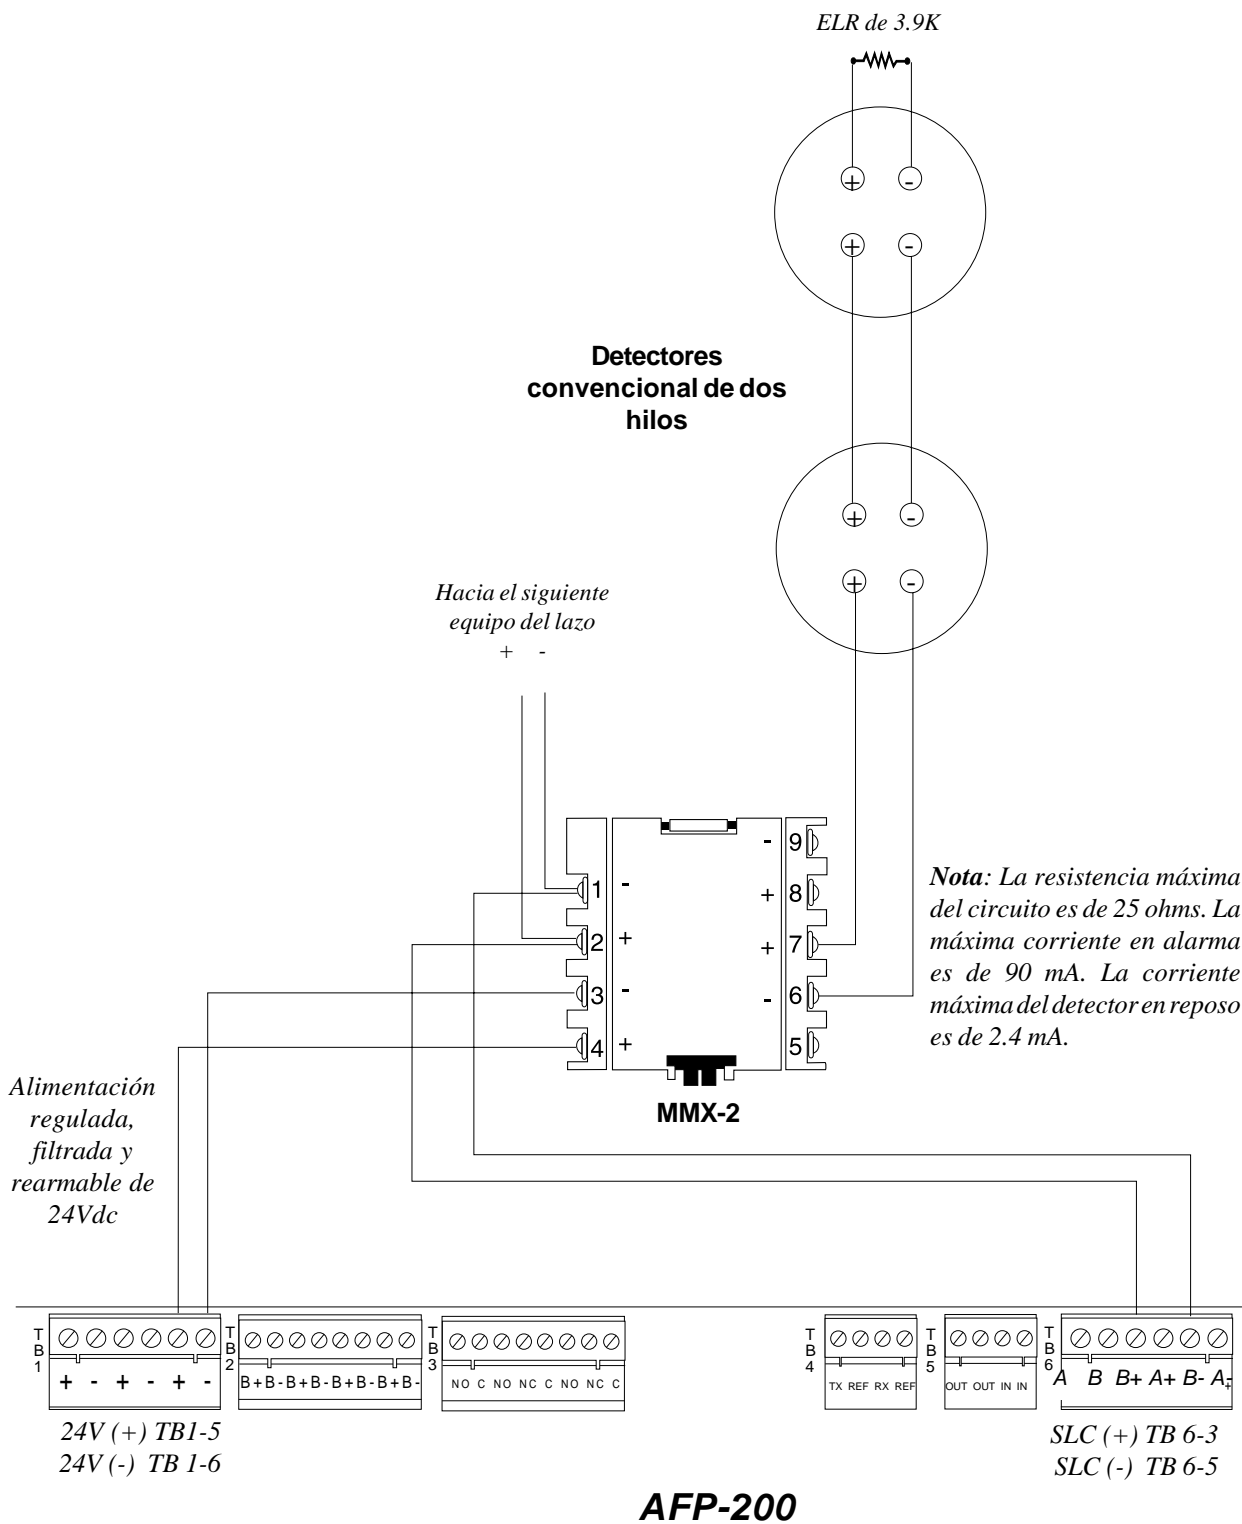 ELR de 3.9K
+ -
+ -
Detectores
convencional de dos
hilos
+ -
+ -
Hacia el siguiente
equipo del lazo
+ -
- 9
1 - + 8
2 + + 7
3 - - 6
4 + 5
MMX-2
Nota: La resistencia máxima
del circuito es de 25 ohms. La
máxima corriente en alarma
es de 90 mA. La corriente
máxima del detector en reposo
es de 2.4 mA.
Alimentación
regulada,
filtrada y
rearmable de
24Vdc
TB1
+ - + - + -
TB2
B+ B- B+ B- B+ B- B+ B-
TB3
NO C NO NC C NO NC C
TB4
TX REF RX REF
TB5
OUT OUT IN IN
TB6
A B B+ A+ B- A-
+
24V (+) TB1-5
24V (-) TB 1-6
SLC (+) TB 6-3
SLC (-) TB 6-5
AFP-200